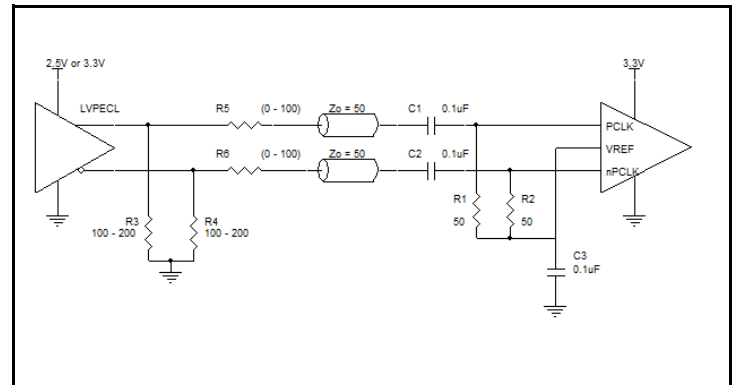 2.5V or 3.3V
3.3V
LVPECL
R5 (0 - 100)
Zo = 50
C1 0.1uF
PCLK
VREF
R6 (0 - 100)
Zo = 50
C2 0.1uF
nPCLK
R1
50
R2
50
R3
100 - 200
R4
100 - 200
C3
0.1uF